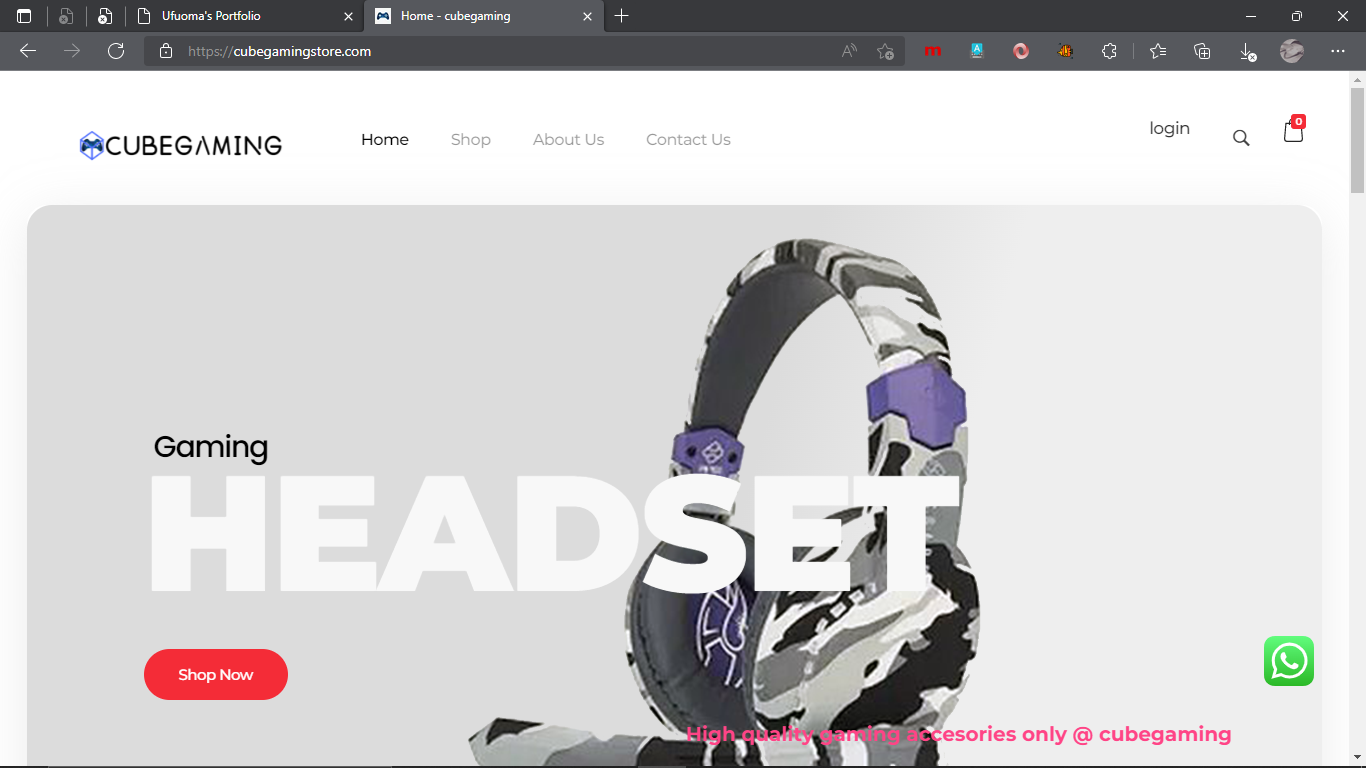 Ufuoma's Portfolio
Home - cubegaming
https://cubegamingstore.com
CUBEGAMING
Home
Shop
About Us
Contact Us
login
0
Gaming
HEADSET
Shop Now
High quality gaming accesories only @ cubegaming